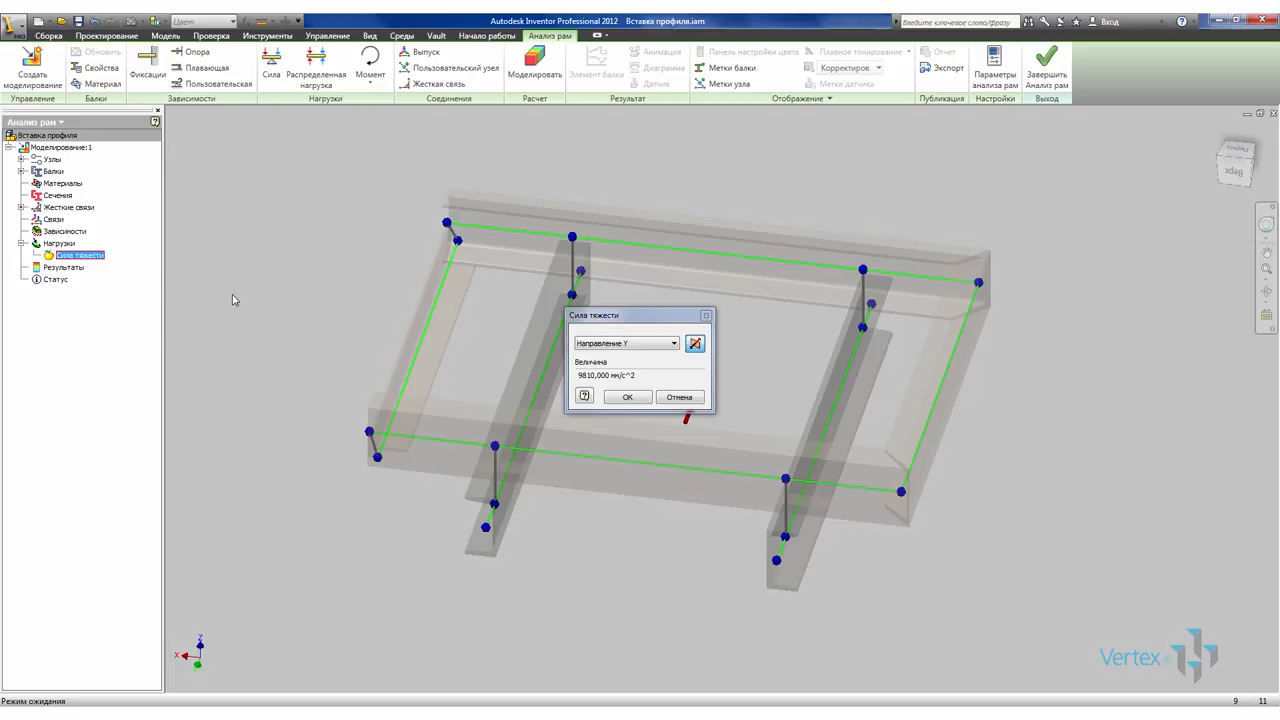 PRO
Цвет
Autodesk Inventor Professional 2012 Вставка профиля.iam
Введите ключевое слово/фразу
Вход
Сборка Проектирование Модель Проверка Инструменты Управление Вид Среды Vault Начало работы Анализ рам
Создать моделирование
Обновить
Свойства
Материал
Фиксации
Опора
Плавающая
Пользовательская
Сила
Распределенная нагрузка
Момент
Выпуск
Пользовательский узел
Жесткая связь
Моделировать
Элемент балки
Анимация
Диаграмма
Датчик
Панель настройки цвета
Метки балки
Метки узла
Плавное тонирование
Корректиров
Метки датчика
Отчет
Экспорт
Параметры анализа рам
Завершить Анализ рам
Управление Балки Зависимости Нагрузки Соединения Расчет Результат Отображение Публикация Настройки Выход
Анализ рам
Вставка профиля
Моделирование:1
Узлы
Балки
Материалы
Сечения
Жесткие связи
Связи
Зависимости
Нагрузки
Сила тяжести
Результаты
Статус
Сила тяжести
Направление Y
Величина
9810,000 мм/с^2
OK Отмена
Верх
Z
X
Vertex
Режим ожидания 9 11